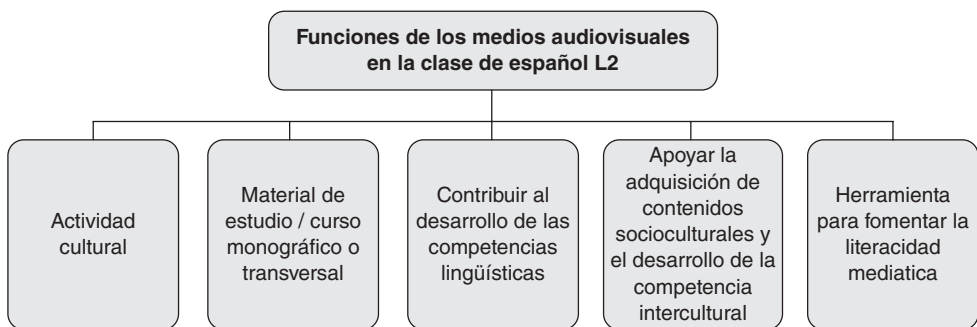 Funciones de los medios audiovisuales
en la clase de español L2
Actividad
cultural
Material de
estudio / curso
monográfico o
transversal
Contribuir al
desarrollo de las
competencias
lingüísticas
Apoyar la
adquisición de
contenidos
socioculturales y
el desarrollo de la
competencia
intercultural
Herramienta
para fomentar la
literacidad
mediatica